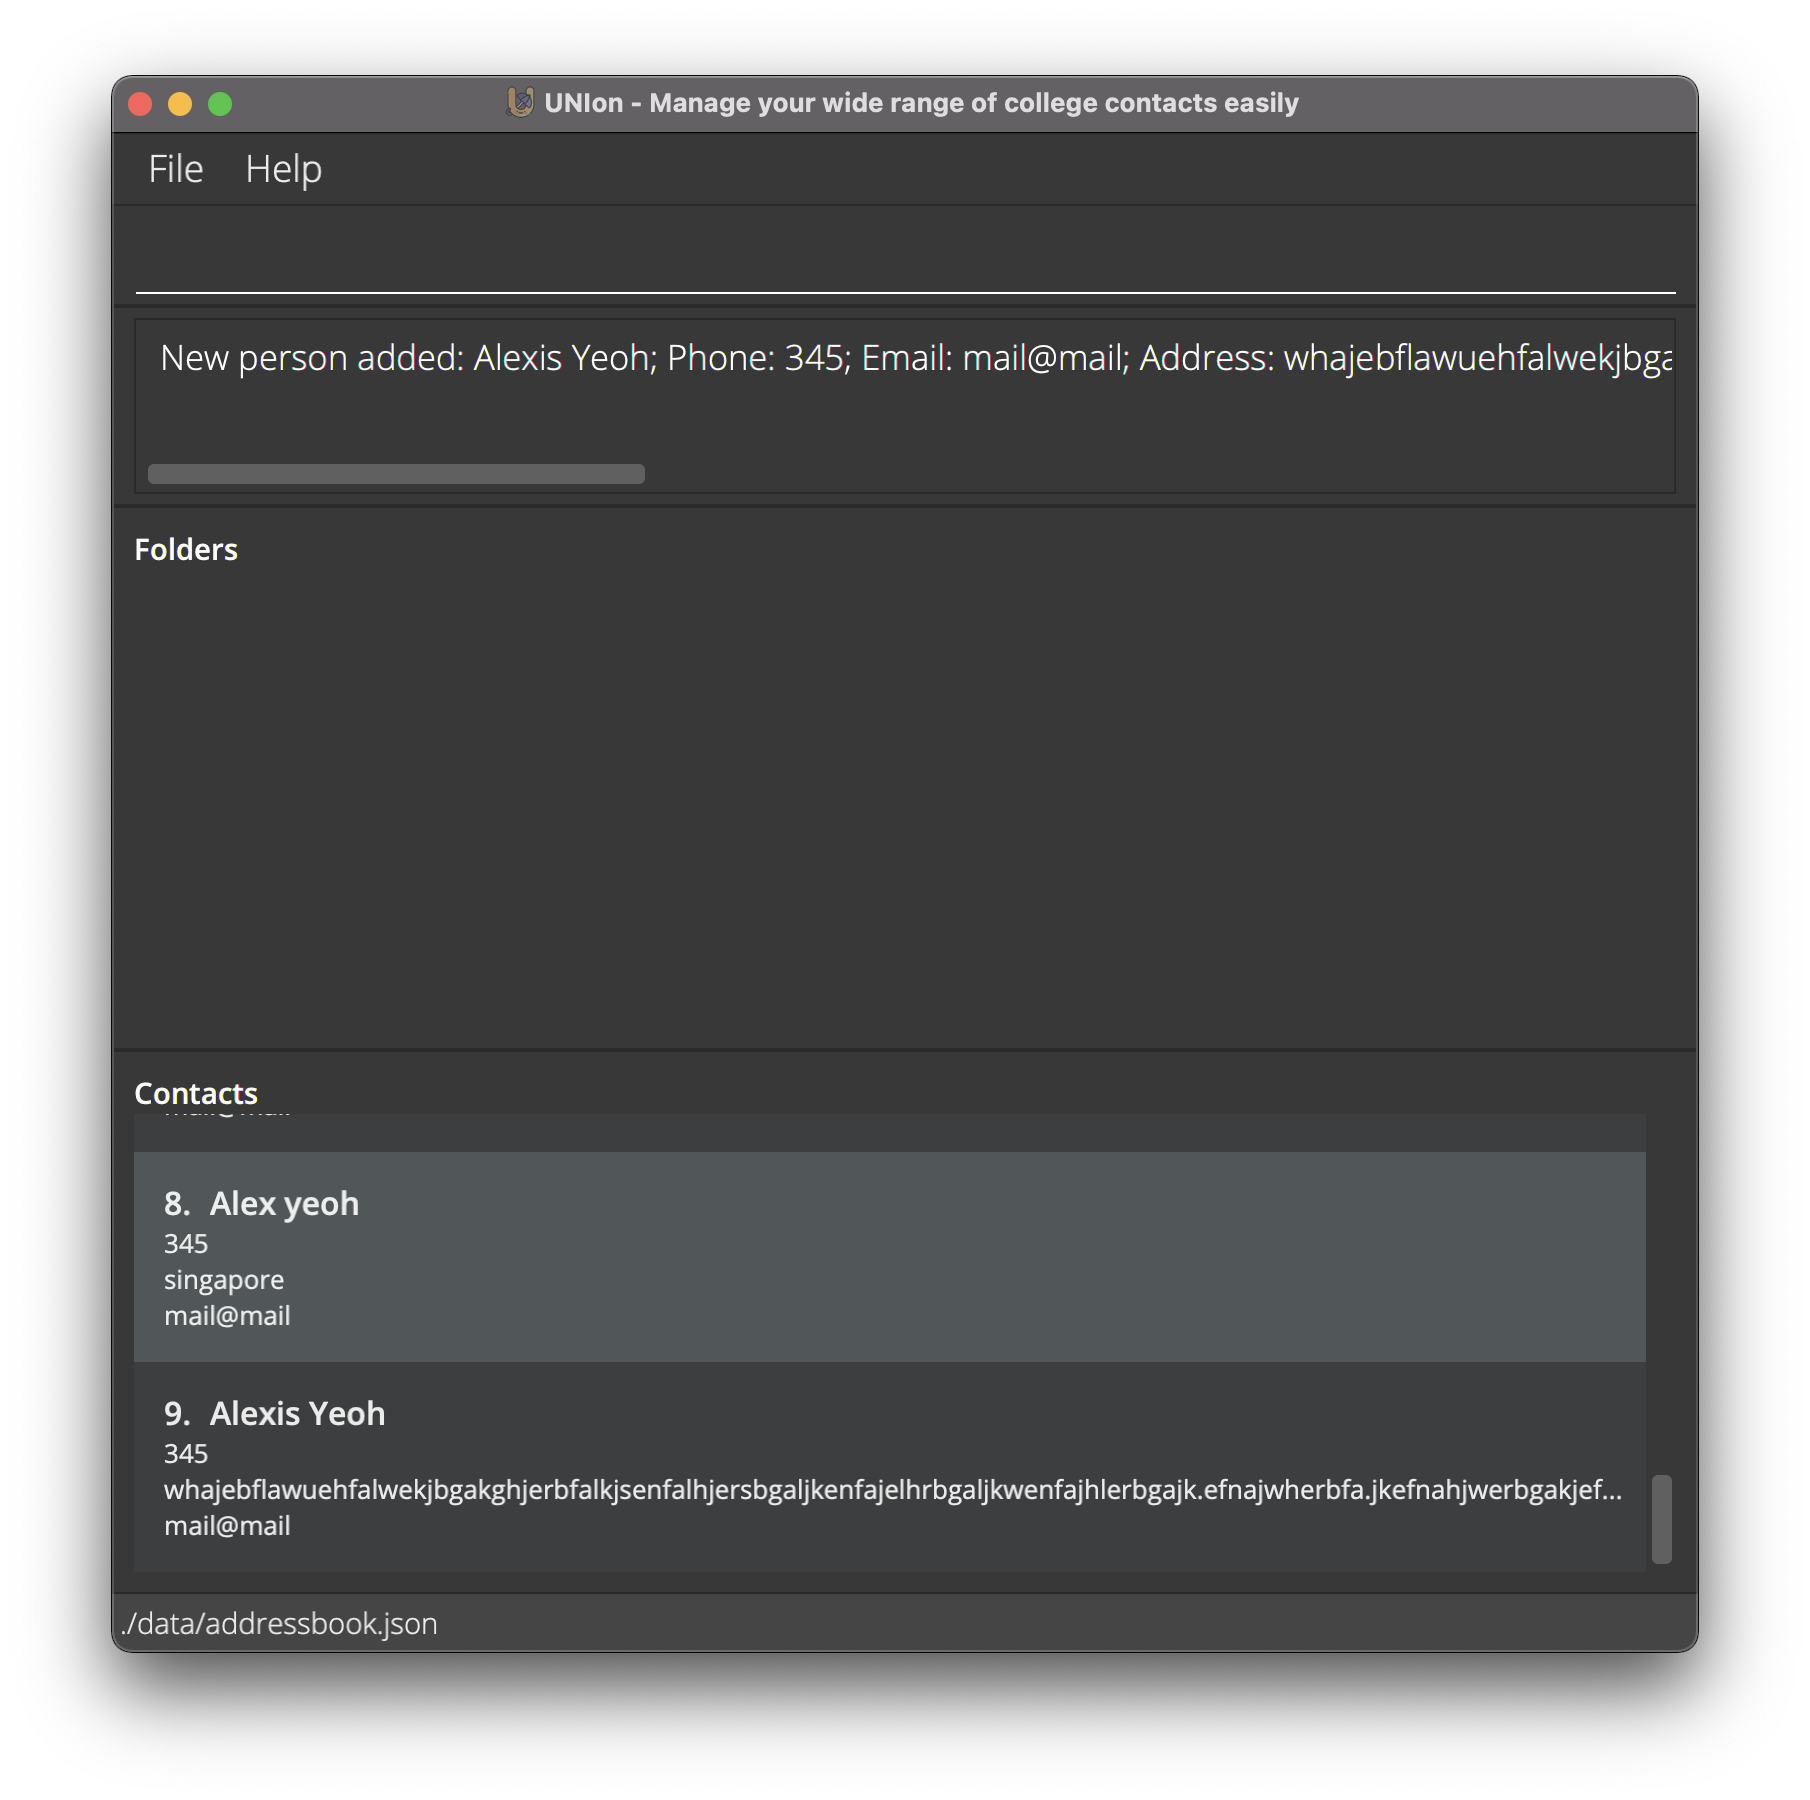 UNIon - Manage your wide range of college contacts easily
File Help
New person added: Alexis Yeoh; Phone: 345; Email: mail@mail; Address: whajebflawuehfalwekjbga
Folders
Contacts
8. Alex yeoh
345
singapore
mail@mail
9. Alexis Yeoh
345
whajebflawuehfalwekjbgakghjerbfalkjsenfalhjersbgaljkenfajelhrbgaljkwenfajhlerbgajk.efnajwherbfa.jkefnahjwerbgakjef...
mail@mail
./data/addressbook.json